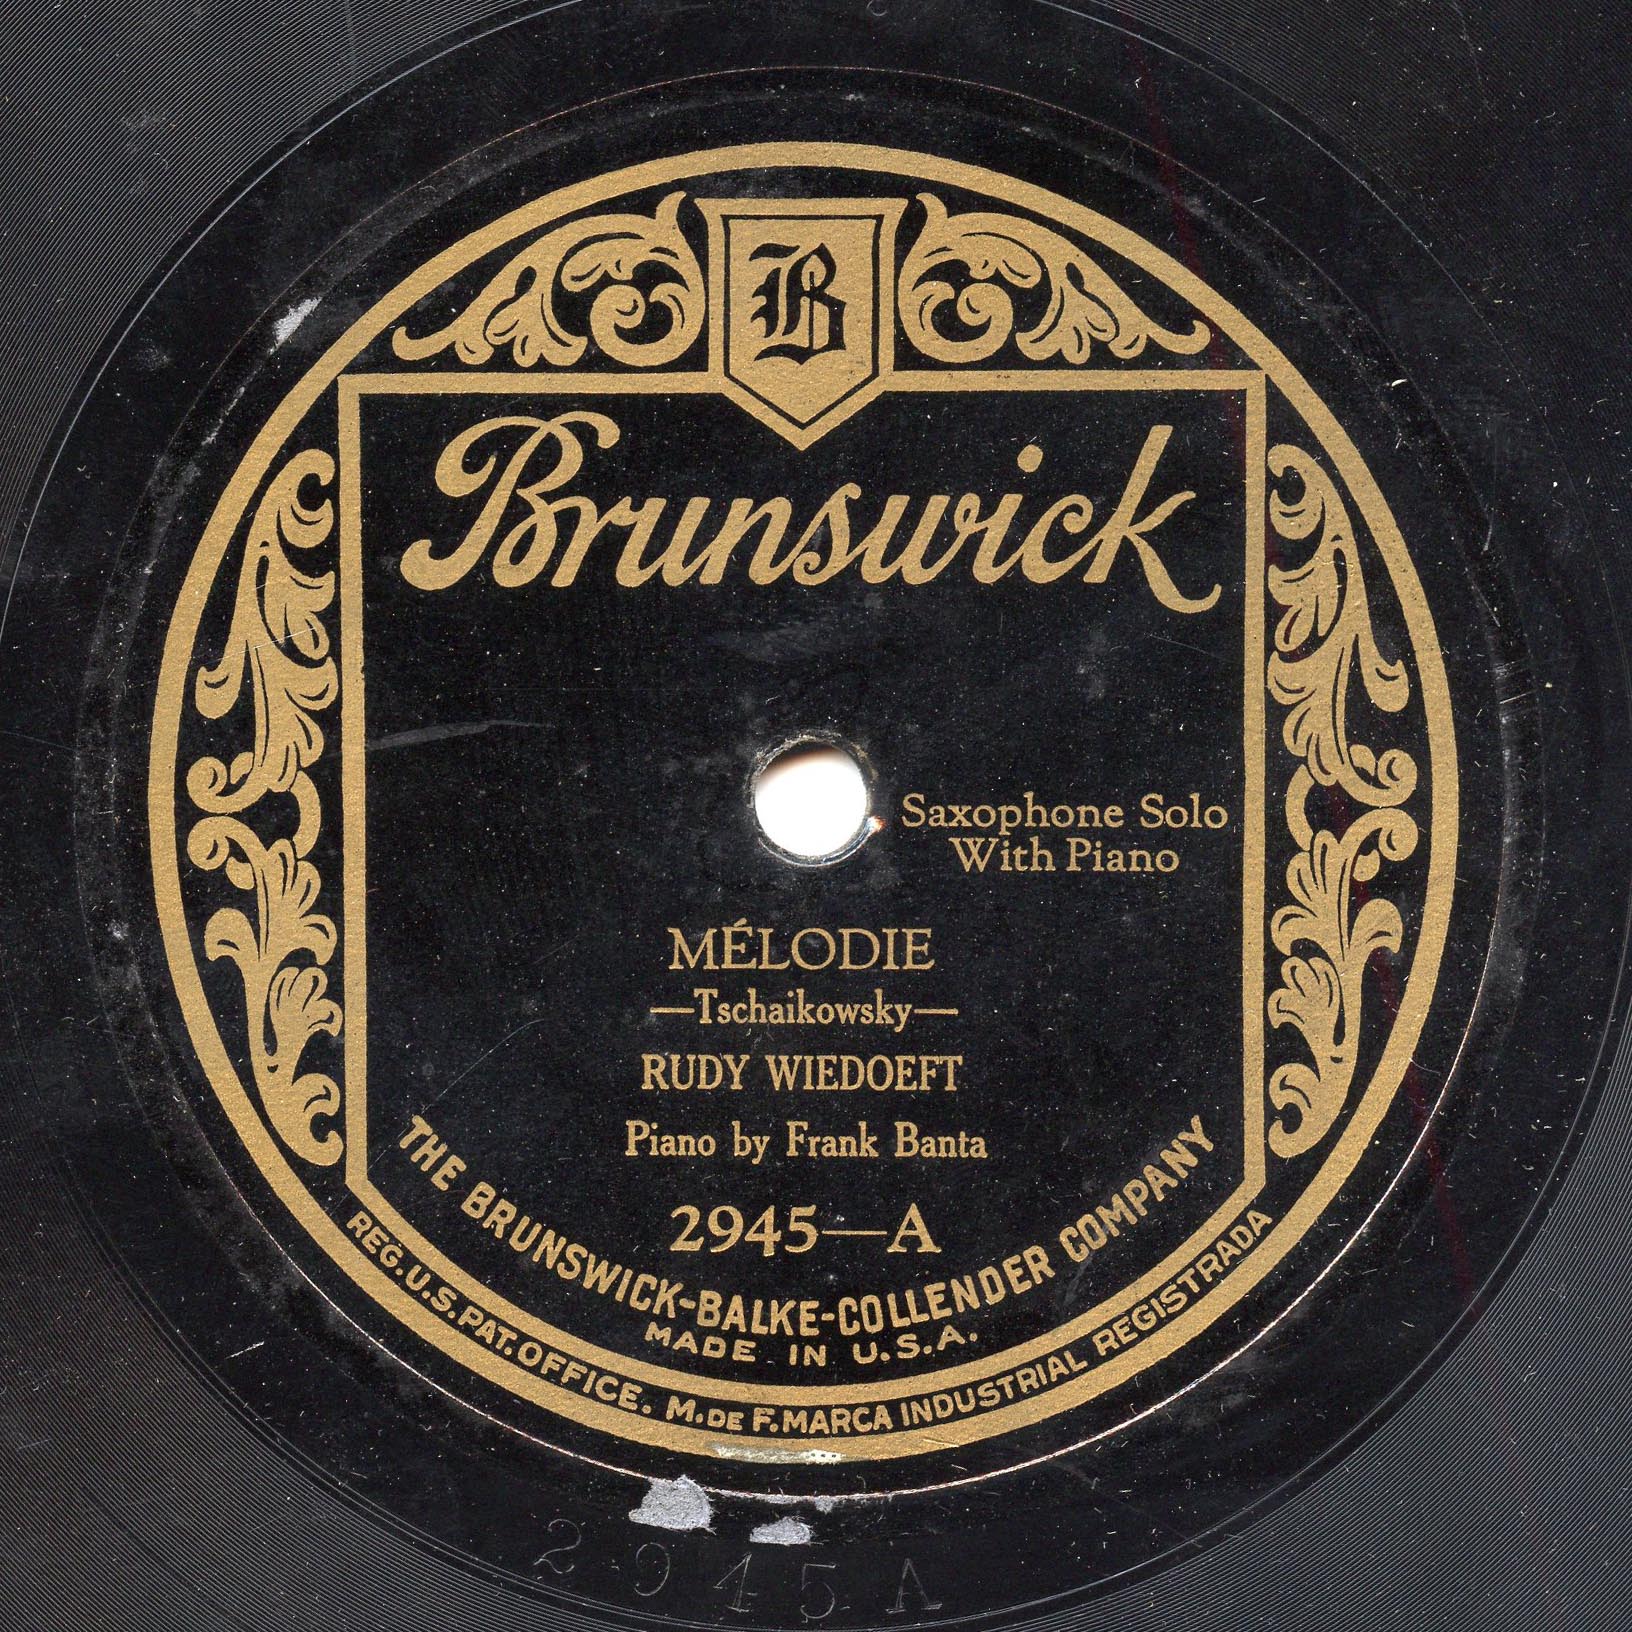 B
Brunswick
Saxophone Solo
With Piano
MÉLODIE
—Tschaikowsky—
RUDY WIEDOEFT
Piano by Frank Banta
2945—A
THE BRUNSWICK-BALKE-COLLENDER COMPANY
MADE IN U.S.A.
REG. U.S. PAT. OFFICE. M. DE F. MARCA INDUSTRIAL REGISTRADA
2945A